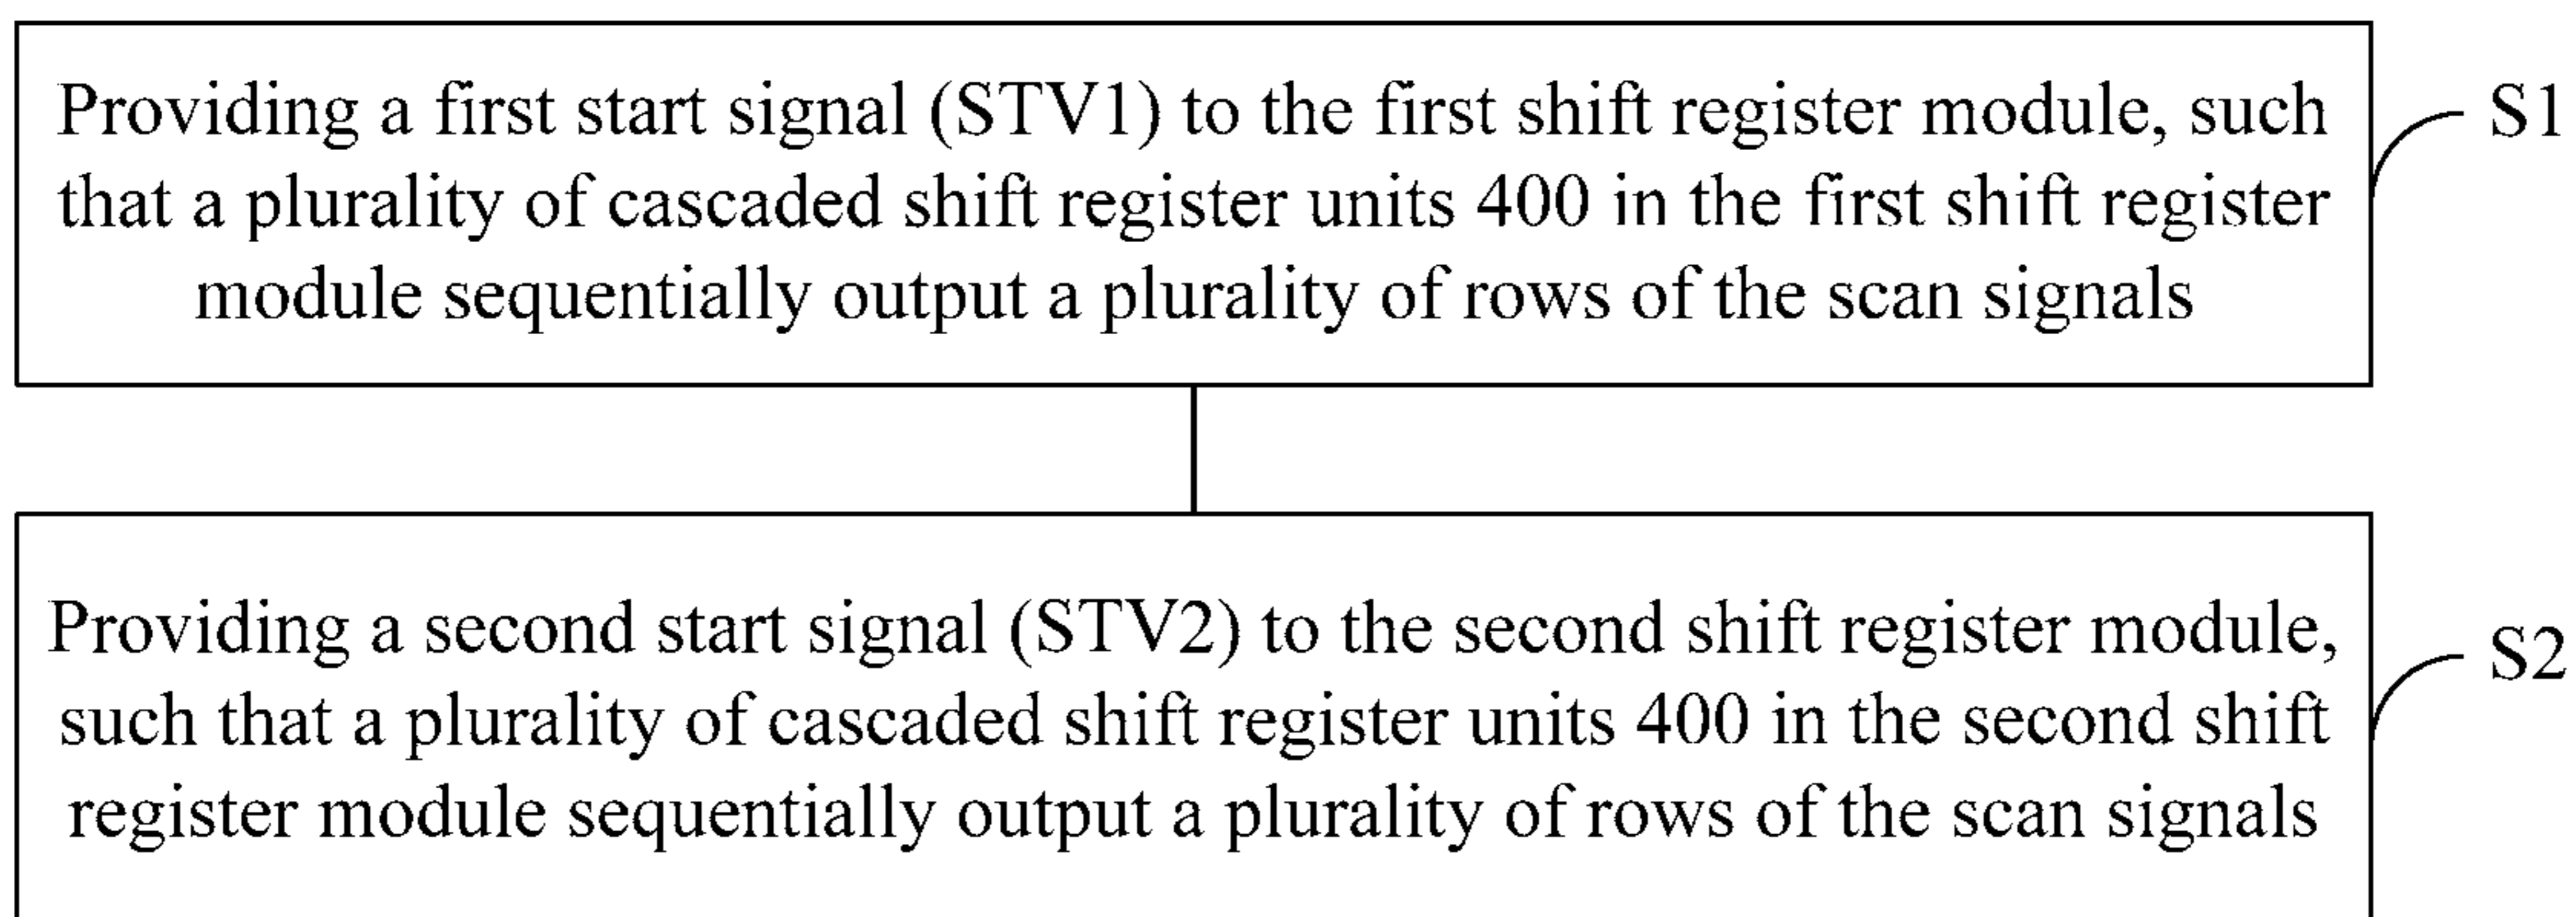 Providing a first start signal (STV1) to the first shift register module, such
that a plurality of cascaded shift register units 400 in the first shift register
module sequentially output a plurality of rows of the scan signals
S1
Providing a second start signal (STV2) to the second shift register module,
such that a plurality of cascaded shift register units 400 in the second shift
register module sequentially output a plurality of rows of the scan signals
S2